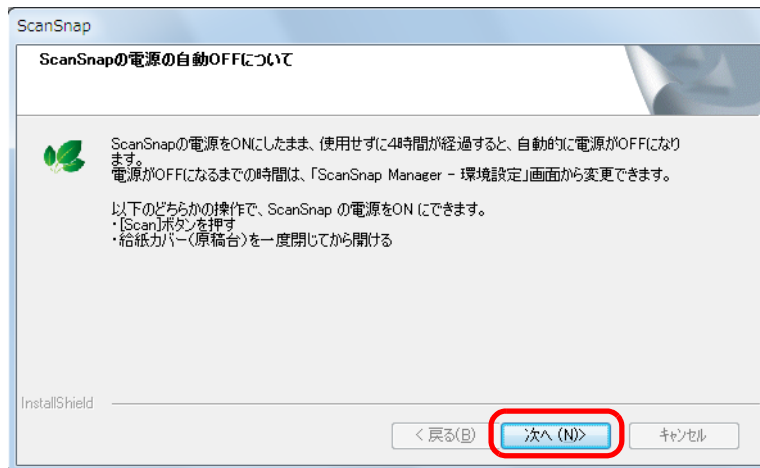 ScanSnap
ScanSnapの電源の自動OFFについて
ScanSnapの電源をONにしたまま、使用せずに4時間が経過すると、自動的に電源がOFFになり
ます。
電源がOFFになるまでの時間は、「ScanSnap Manager - 環境設定」画面から変更できます。
以下のどちらかの操作で、ScanSnap の電源をON にできます。
・[Scan]ボタンを押す
・給紙カバー(原稿台)を一度閉じてから開ける
InstallShield
< 戻る(B)
次へ (N)>
キャンセル